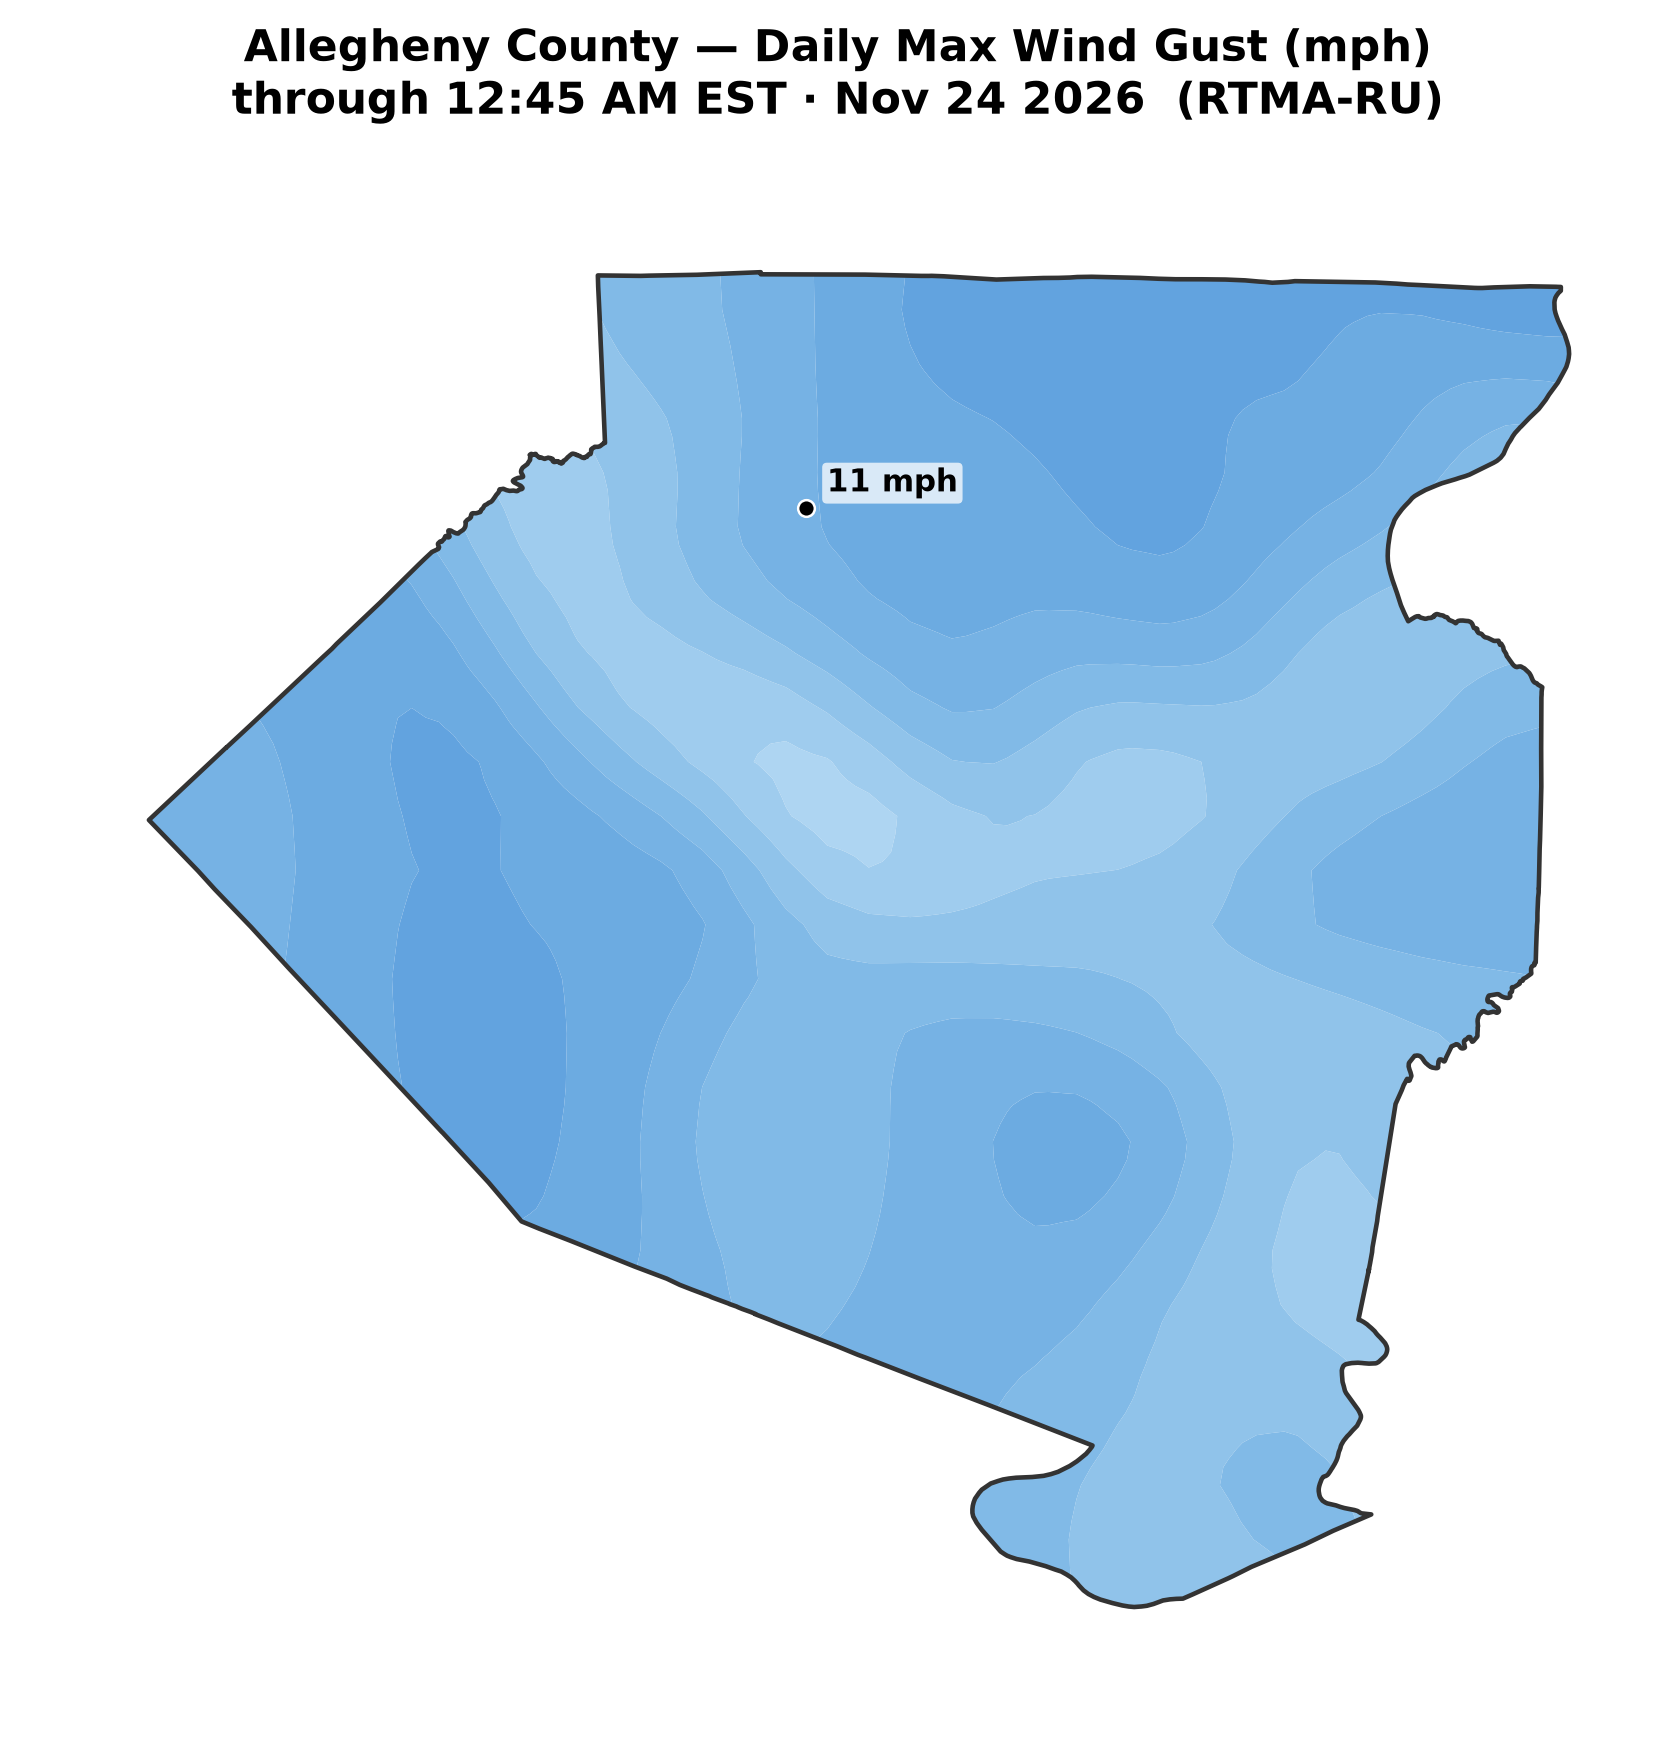 Allegheny County — Daily Max Wind Gust (mph)
through 12:45 AM EST · Nov 24 2026 (RTMA-RU)
11 mph